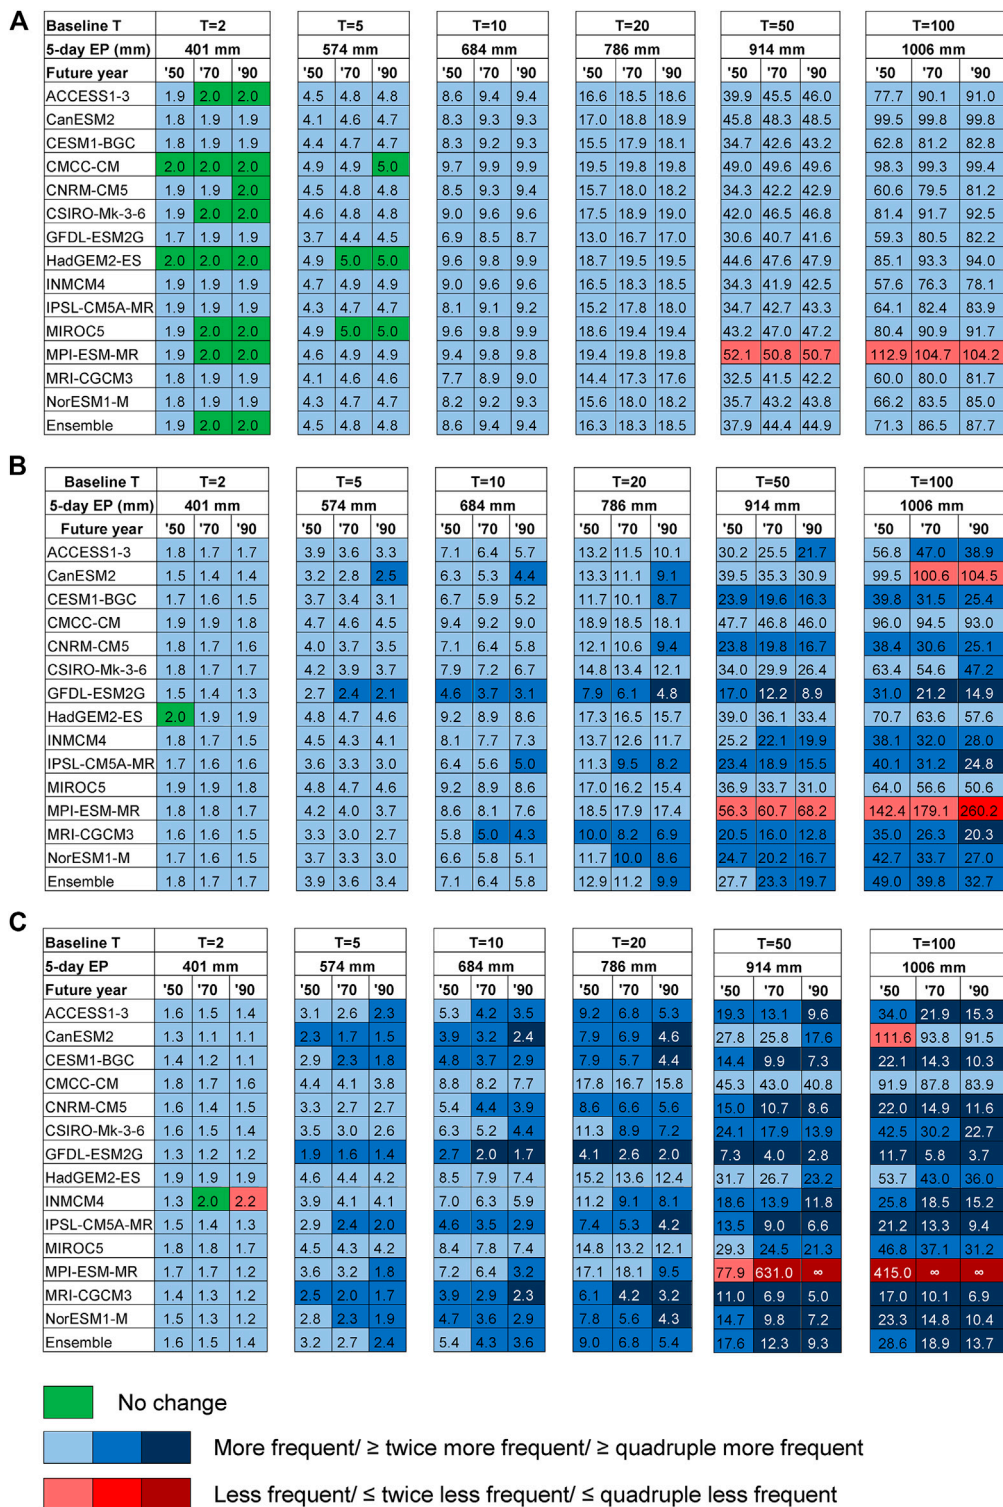 A
Baseline T T=2 T=5 T=10 T=20 T=50 T=100
5-day EP (mm) 401 mm 574 mm 684 mm 786 mm 914 mm 1006 mm
Future year '50 '70 '90 '50 '70 '90 '50 '70 '90 '50 '70 '90 '50 '70 '90 '50 '70 '90
ACCESS1-3 1.9 2.0 2.0 4.5 4.8 4.8 8.6 9.4 9.4 16.6 18.5 18.6 39.9 45.5 46.0 77.7 90.1 91.0
CanESM2 1.8 1.9 1.9 4.1 4.6 4.7 8.3 9.3 9.3 17.0 18.8 18.9 45.8 48.3 48.5 99.5 99.8 99.8
CESM1-BGC 1.8 1.9 1.9 4.4 4.7 4.7 8.3 9.2 9.3 15.5 17.9 18.1 34.7 42.6 43.2 62.8 81.2 82.8
CMCC-CM 2.0 2.0 2.0 4.9 4.9 5.0 9.7 9.9 9.9 19.5 19.8 19.8 49.0 49.6 49.6 98.3 99.3 99.4
CNRM-CM5 1.9 1.9 2.0 4.5 4.8 4.8 8.5 9.3 9.4 15.7 18.0 18.2 34.3 42.2 42.9 60.6 79.5 81.2
CSIRO-Mk-3-6 1.9 2.0 2.0 4.6 4.8 4.8 9.0 9.6 9.6 17.5 18.9 19.0 42.0 46.5 46.8 81.4 91.7 92.5
GFDL-ESM2G 1.7 1.9 1.9 3.7 4.4 4.5 6.9 8.5 8.7 13.0 16.7 17.0 30.6 40.7 41.6 59.3 80.5 82.2
HadGEM2-ES 2.0 2.0 2.0 4.9 5.0 5.0 9.6 9.8 9.9 18.7 19.5 19.5 44.6 47.6 47.9 85.1 93.3 94.0
INMCM4 1.9 1.9 1.9 4.7 4.9 4.9 9.0 9.6 9.6 16.5 18.3 18.5 34.3 41.9 42.5 57.6 76.3 78.1
IPSL-CM5A-MR 1.9 1.9 1.9 4.3 4.7 4.7 8.1 9.1 9.2 15.2 17.8 18.0 34.7 42.7 43.3 64.1 82.4 83.9
MIROC5 1.9 2.0 2.0 4.9 5.0 5.0 9.6 9.8 9.9 18.6 19.4 19.4 43.2 47.0 47.2 80.4 90.9 91.7
MPI-ESM-MR 1.9 2.0 2.0 4.6 4.9 4.9 9.4 9.8 9.8 19.4 19.8 19.8 52.1 50.8 50.7 112.9 104.7 104.2
MRI-CGCM3 1.8 1.9 1.9 4.1 4.6 4.6 7.7 8.9 9.0 14.4 17.3 17.6 32.5 41.5 42.2 60.0 80.0 81.7
NorESM1-M 1.8 1.9 1.9 4.3 4.7 4.7 8.2 9.2 9.3 15.6 18.0 18.2 35.7 43.2 43.8 66.2 83.5 85.0
Ensemble 1.9 2.0 2.0 4.5 4.8 4.8 8.6 9.4 9.4 16.3 18.3 18.5 37.9 44.4 44.9 71.3 86.5 87.7
B
Baseline T T=2 T=5 T=10 T=20 T=50 T=100
5-day EP (mm) 401 mm 574 mm 684 mm 786 mm 914 mm 1006 mm
Future year '50 '70 '90 '50 '70 '90 '50 '70 '90 '50 '70 '90 '50 '70 '90 '50 '70 '90
ACCESS1-3 1.8 1.7 1.7 3.9 3.6 3.3 7.1 6.4 5.7 13.2 11.5 10.1 30.2 25.5 21.7 56.8 47.0 38.9
CanESM2 1.5 1.4 1.4 3.2 2.8 2.5 6.3 5.3 4.4 13.3 11.1 9.1 39.5 35.3 30.9 99.5 100.6 104.5
CESM1-BGC 1.7 1.6 1.5 3.7 3.4 3.1 6.7 5.9 5.2 11.7 10.1 8.7 23.9 19.6 16.3 39.8 31.5 25.4
CMCC-CM 1.9 1.9 1.8 4.7 4.6 4.5 9.4 9.2 9.0 18.9 18.5 18.1 47.7 46.8 46.0 96.0 94.5 93.0
CNRM-CM5 1.8 1.7 1.6 4.0 3.7 3.5 7.1 6.4 5.8 12.1 10.6 9.4 23.8 19.8 16.7 38.4 30.6 25.1
CSIRO-Mk-3-6 1.8 1.7 1.7 4.2 3.9 3.7 7.9 7.2 6.7 14.8 13.4 12.1 34.0 29.9 26.4 63.4 54.6 47.2
GFDL-ESM2G 1.5 1.4 1.3 2.7 2.4 2.1 4.6 3.7 3.1 7.9 6.1 4.8 17.0 12.2 8.9 31.0 21.2 14.9
HadGEM2-ES 2.0 1.9 1.9 4.8 4.7 4.6 9.2 8.9 8.6 17.3 16.5 15.7 39.0 36.1 33.4 70.7 63.6 57.6
INMCM4 1.8 1.7 1.5 4.5 4.3 4.1 8.1 7.7 7.3 13.7 12.6 11.7 25.2 22.1 19.9 38.1 32.0 28.0
IPSL-CM5A-MR 1.7 1.6 1.6 3.6 3.3 3.0 6.4 5.6 5.0 11.3 9.5 8.2 23.4 18.9 15.5 40.1 31.2 24.8
MIROC5 1.9 1.9 1.8 4.8 4.7 4.6 9.2 8.9 8.6 17.0 16.2 15.4 36.9 33.7 31.0 64.0 56.6 50.6
MPI-ESM-MR 1.8 1.8 1.7 4.2 4.0 3.7 8.6 8.1 7.6 18.5 17.9 17.4 56.3 60.7 68.2 142.4 179.1 260.2
MRI-CGCM3 1.6 1.6 1.5 3.3 3.0 2.7 5.8 5.0 4.3 10.0 8.2 6.9 20.5 16.0 12.8 35.0 26.3 20.3
NorESM1-M 1.7 1.6 1.5 3.7 3.3 3.0 6.6 5.8 5.1 11.7 10.0 8.6 24.7 20.2 16.7 42.7 33.7 27.0
Ensemble 1.8 1.7 1.7 3.9 3.6 3.4 7.1 6.4 5.8 12.9 11.2 9.9 27.7 23.3 19.7 49.0 39.8 32.7
C
Baseline T T=2 T=5 T=10 T=20 T=50 T=100
5-day EP 401 mm 574 mm 684 mm 786 mm 914 mm 1006 mm
Future year '50 '70 '90 '50 '70 '90 '50 '70 '90 '50 '70 '90 '50 '70 '90 '50 '70 '90
ACCESS1-3 1.6 1.5 1.4 3.1 2.6 2.3 5.3 4.2 3.5 9.2 6.8 5.3 19.3 13.1 9.6 34.0 21.9 15.3
CanESM2 1.3 1.1 1.1 2.3 1.7 1.5 3.9 3.2 2.4 7.9 6.9 4.6 27.8 25.8 17.6 111.6 93.8 91.5
CESM1-BGC 1.4 1.2 1.1 2.9 2.3 1.8 4.8 3.7 2.9 7.9 5.7 4.4 14.4 9.9 7.3 22.1 14.3 10.3
CMCC-CM 1.8 1.7 1.6 4.4 4.1 3.8 8.8 8.2 7.7 17.8 16.7 15.8 45.3 43.0 40.8 91.9 87.8 83.9
CNRM-CM5 1.6 1.4 1.5 3.3 2.7 2.7 5.4 4.4 3.9 8.6 6.6 5.6 15.0 10.7 8.6 22.0 14.9 11.6
CSIRO-Mk-3-6 1.6 1.5 1.4 3.5 3.0 2.6 6.3 5.2 4.4 11.3 8.9 7.2 24.1 17.9 13.9 42.5 30.2 22.7
GFDL-ESM2G 1.3 1.2 1.2 1.9 1.6 1.4 2.7 2.0 1.7 4.1 2.6 2.0 7.3 4.0 2.8 11.7 5.8 3.7
HadGEM2-ES 1.9 1.9 1.9 4.6 4.4 4.2 8.5 7.9 7.4 15.2 13.6 12.4 31.7 26.7 23.2 53.7 43.0 36.0
INMCM4 1.3 2.0 2.2 3.9 4.1 4.1 7.0 6.3 5.9 11.2 9.1 8.1 18.6 13.9 11.8 25.8 18.5 15.2
IPSL-CM5A-MR 1.5 1.4 1.3 2.9 2.4 2.0 4.6 3.5 2.9 7.4 5.3 4.2 13.5 9.0 6.6 21.2 13.3 9.4
MIROC5 1.8 1.8 1.7 4.5 4.3 4.2 8.4 7.8 7.4 14.8 13.2 12.1 29.3 24.5 21.3 46.8 37.1 31.2
MPI-ESM-MR 1.7 1.7 1.2 3.6 3.2 1.8 7.2 6.4 3.2 17.1 18.1 9.5 77.9 631.0 ∞ 415.0 ∞ ∞
MRI-CGCM3 1.4 1.3 1.2 2.5 2.0 1.7 3.9 2.9 2.3 6.1 4.2 3.2 11.0 6.9 5.0 17.0 10.1 6.9
NorESM1-M 1.5 1.3 1.2 2.8 2.3 1.9 4.7 3.6 2.9 7.8 5.6 4.3 14.7 9.8 7.2 23.3 14.8 10.4
Ensemble 1.6 1.5 1.4 3.2 2.7 2.4 5.4 4.3 3.6 9.0 6.8 5.4 17.6 12.3 9.3 28.6 18.9 13.7
No change
More frequent/ ≥ twice more frequent/ ≥ quadruple more frequent
Less frequent/ ≤ twice less frequent/ ≤ quadruple less frequent